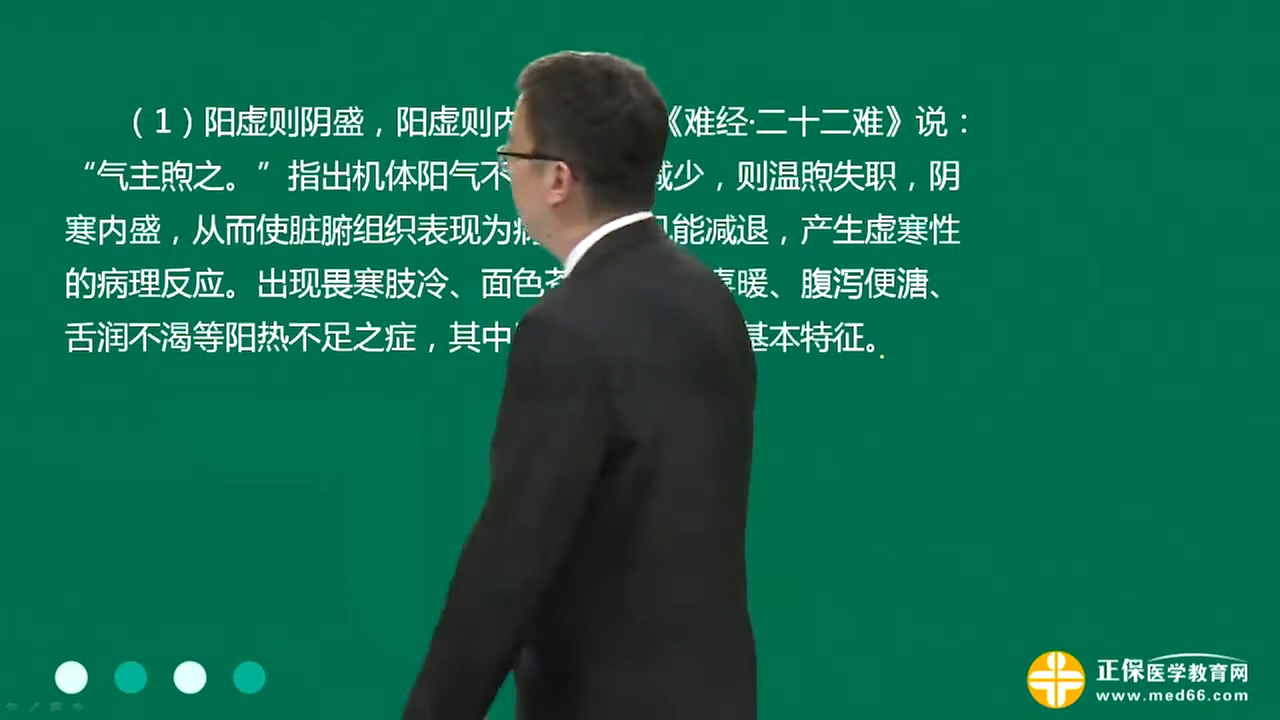 （1）阳虚则阴盛，阳虚则内 《难经·二十二难》说：
“气主煦之。”指出机体阳气不 减少，则温煦失职，阴
寒内盛，从而使脏腑组织表现为病 机能减退，产生虚寒性
的病理反应。出现畏寒肢冷、面色苍 喜暖、腹泻便溏、
舌润不渴等阳热不足之症，其中 基本特征。
正保医学教育网
www.med66.com